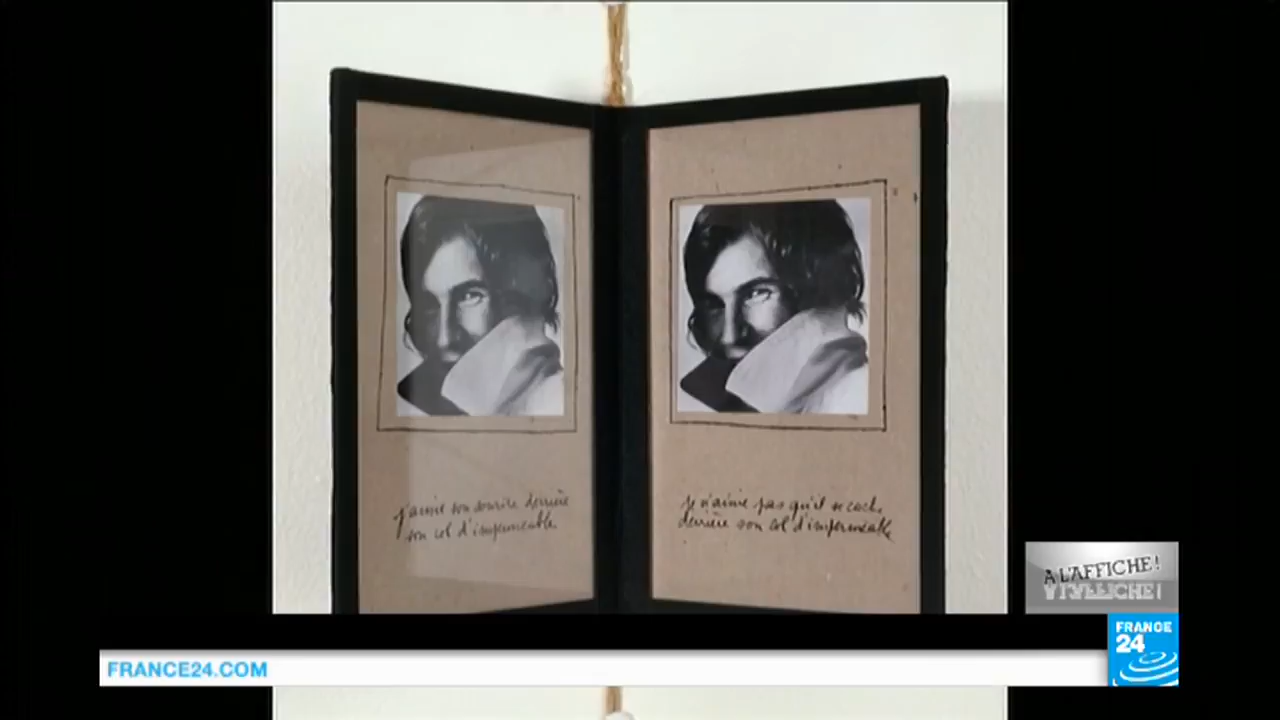 j'aime son sourire derrière
son col d'imperméable
je n'aime pas qu'il se cache
derrière son col d'imperméable
A L'AFFICHE!
FRANCE
24
FRANCE24.COM